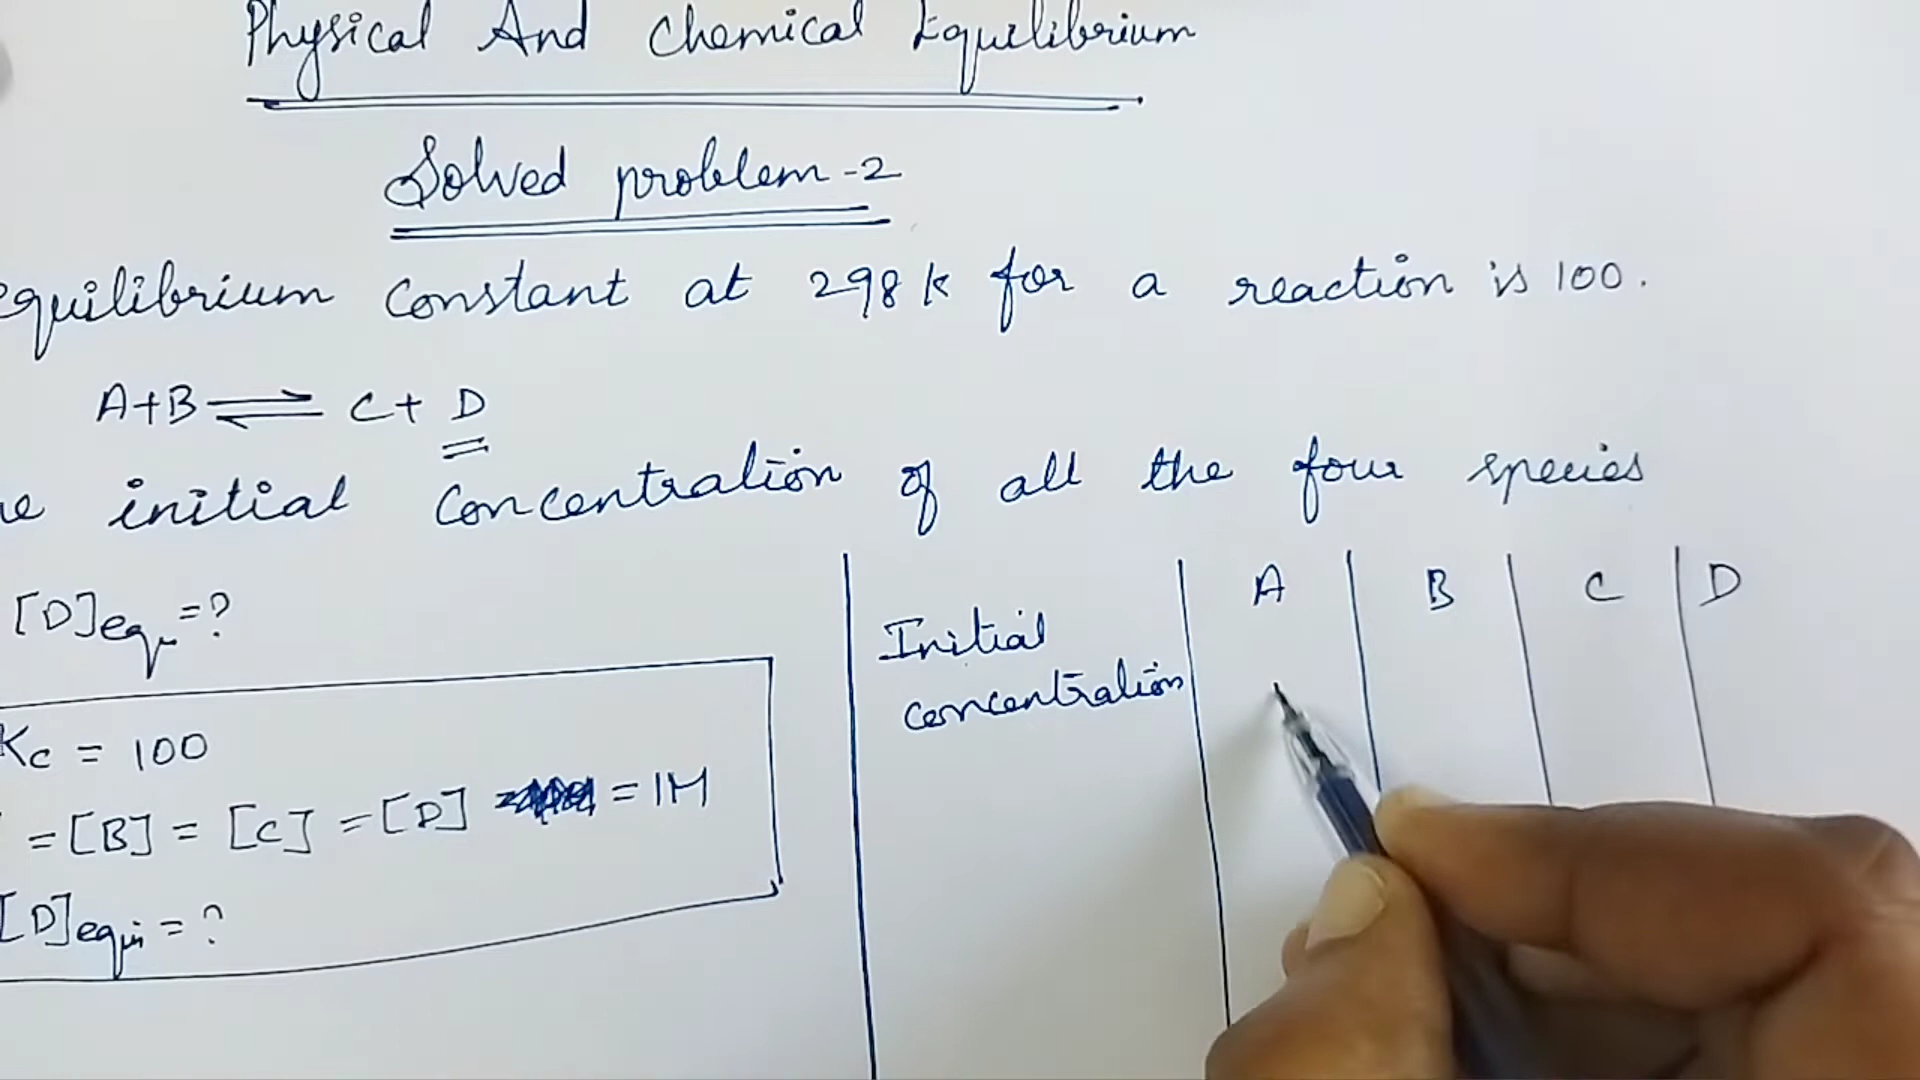 Physical And Chemical Equilibrium
Solved problem-2
equilibrium constant at 298 k for a reaction is 100.
A+B ⇌ C+ D
initial concentration of all the four species
[D]equ = ?
Kc = 100
= [B] = [C] = [D] = 1M
[D]equi = ?
A B C D
Initial
concentration